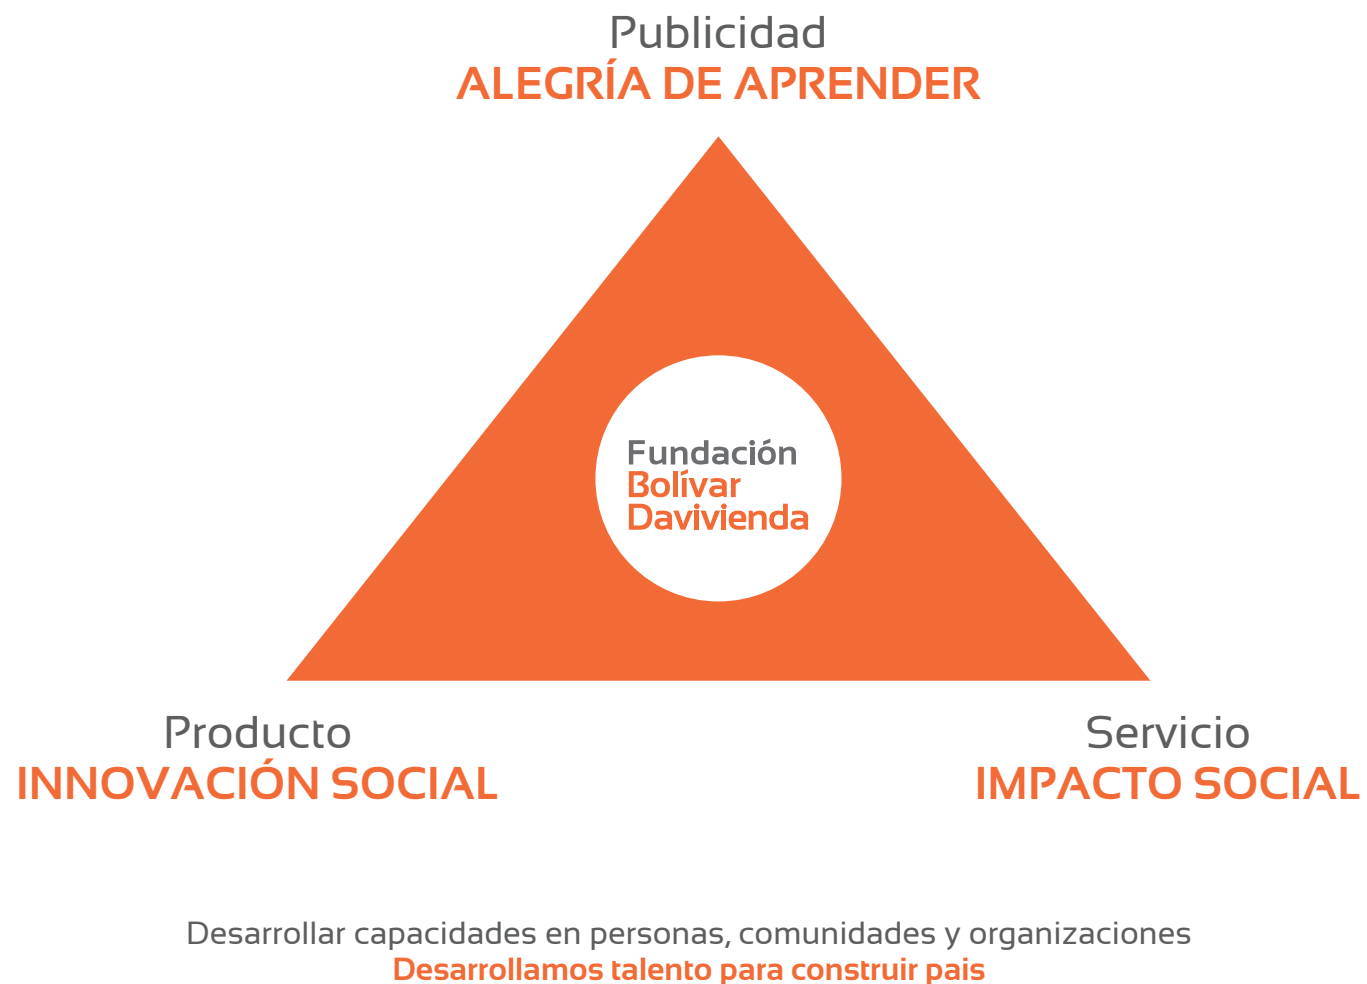 Publicidad
ALEGRÍA DE APRENDER
Fundación
Bolívar
Davivienda
Producto
INNOVACIÓN SOCIAL
Servicio
IMPACTO SOCIAL
Desarrollar capacidades en personas, comunidades y organizaciones
Desarrollamos talento para construir pais